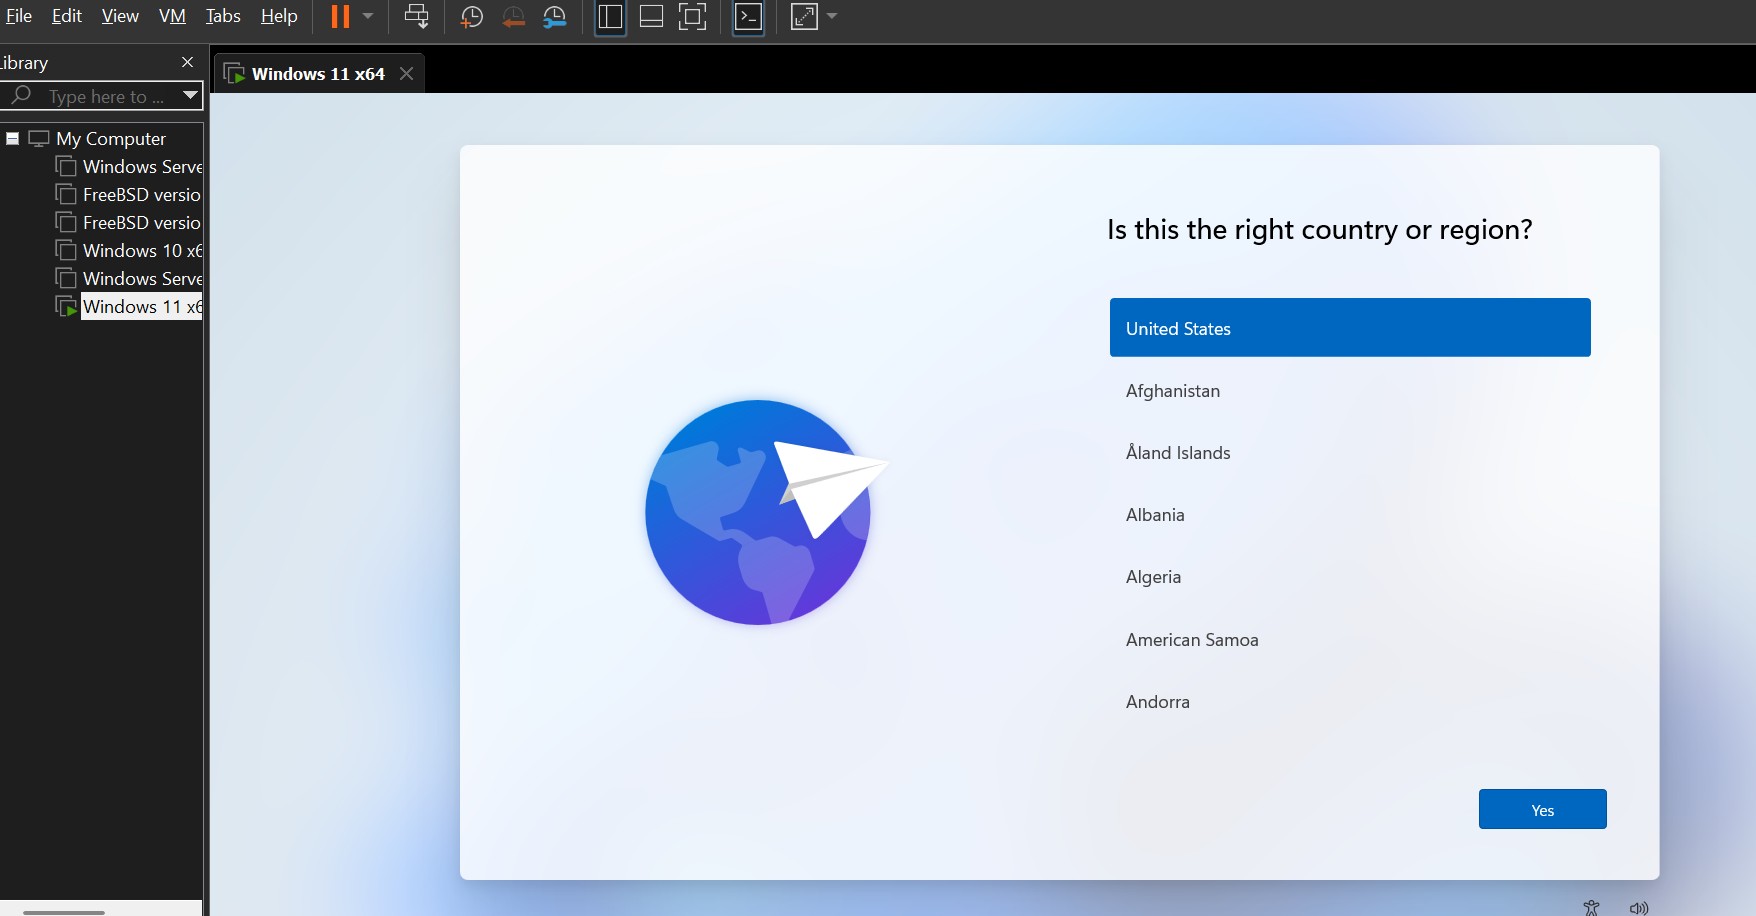 File Edit View VM Tabs Help
Library
Type here to ...
Windows 11 x64
My Computer
Windows Serve
FreeBSD versio
FreeBSD versio
Windows 10 x6
Windows Serve
Windows 11 x6
Is this the right country or region?
United States
Afghanistan
Åland Islands
Albania
Algeria
American Samoa
Andorra
Yes